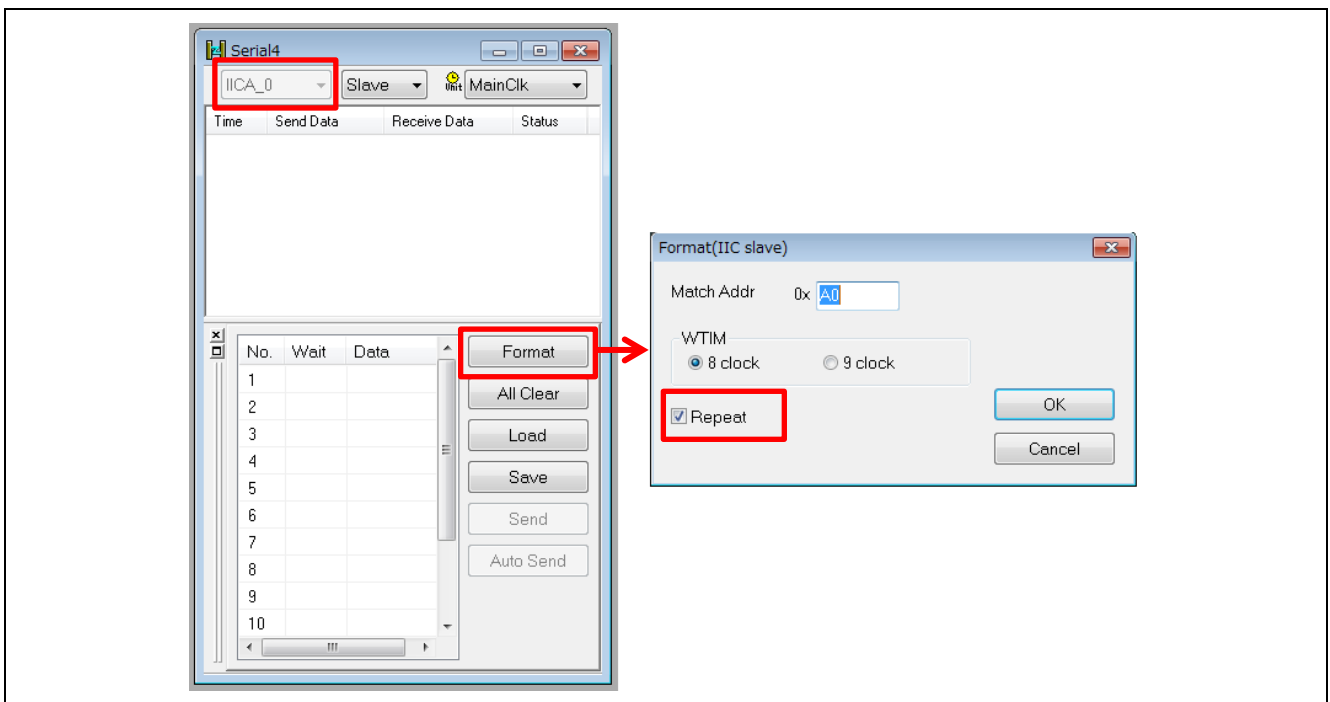 Serial4
IICA_0 Slave Unit MainClk
Time Send Data Receive Data Status
No. Wait Data
1
2
3
4
5
6
7
8
9
10
Format
All Clear
Load
Save
Send
Auto Send
Format(IIC slave)
Match Addr 0x A0
WTIM
8 clock 9 clock
Repeat
OK
Cancel